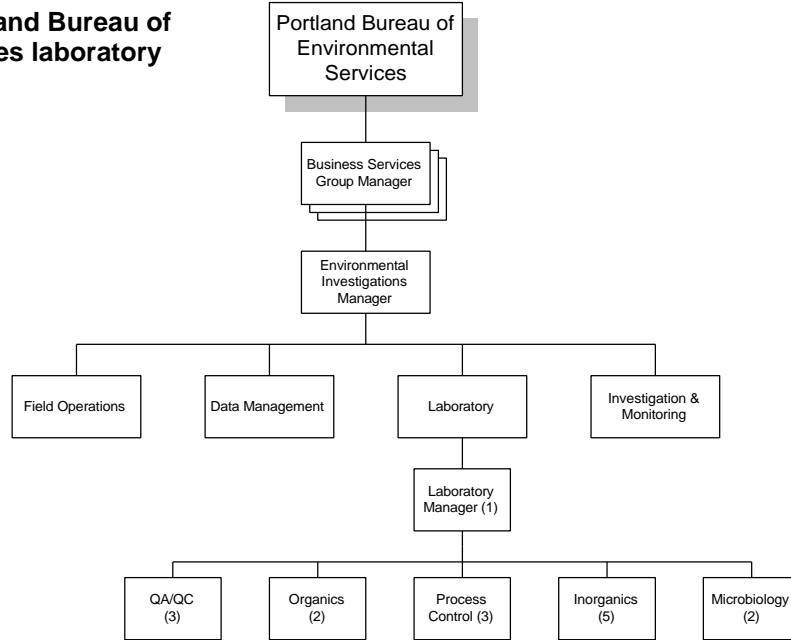 and Bureau of
es laboratory
Portland Bureau of
Environmental
Services
Business Services
Group Manager
Environmental
Investigations
Manager
Field Operations
Data Management
Laboratory
Investigation &
Monitoring
Laboratory
Manager (1)
QA/QC
(3)
Organics
(2)
Process
Control (3)
Inorganics
(5)
Microbiology
(2)